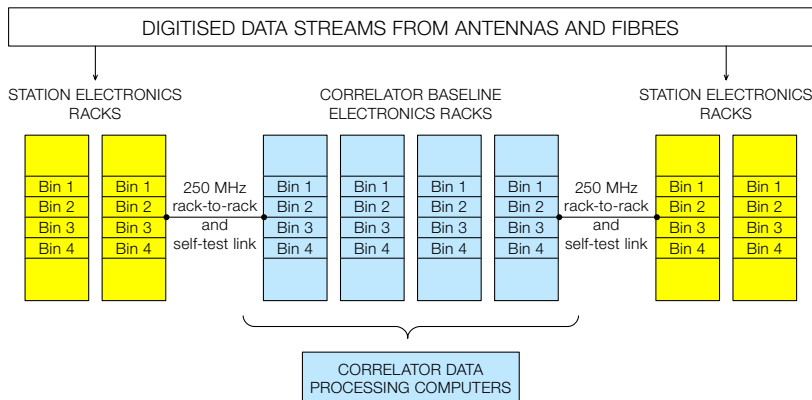 DIGITISED DATA STREAMS FROM ANTENNAS AND FIBRES
STATION ELECTRONICS
RACKS
CORRELATOR BASELINE
ELECTRONICS RACKS
STATION ELECTRONICS
RACKS
Bin 1
Bin 2
Bin 3
Bin 4
Bin 1
Bin 2
Bin 3
Bin 4
250 MHz
rack-to-rack
and
self-test link
Bin 1
Bin 2
Bin 3
Bin 4
Bin 1
Bin 2
Bin 3
Bin 4
Bin 1
Bin 2
Bin 3
Bin 4
Bin 1
Bin 2
Bin 3
Bin 4
250 MHz
rack-to-rack
and
self-test link
Bin 1
Bin 2
Bin 3
Bin 4
Bin 1
Bin 2
Bin 3
Bin 4
CORRELATOR DATA
PROCESSING COMPUTERS